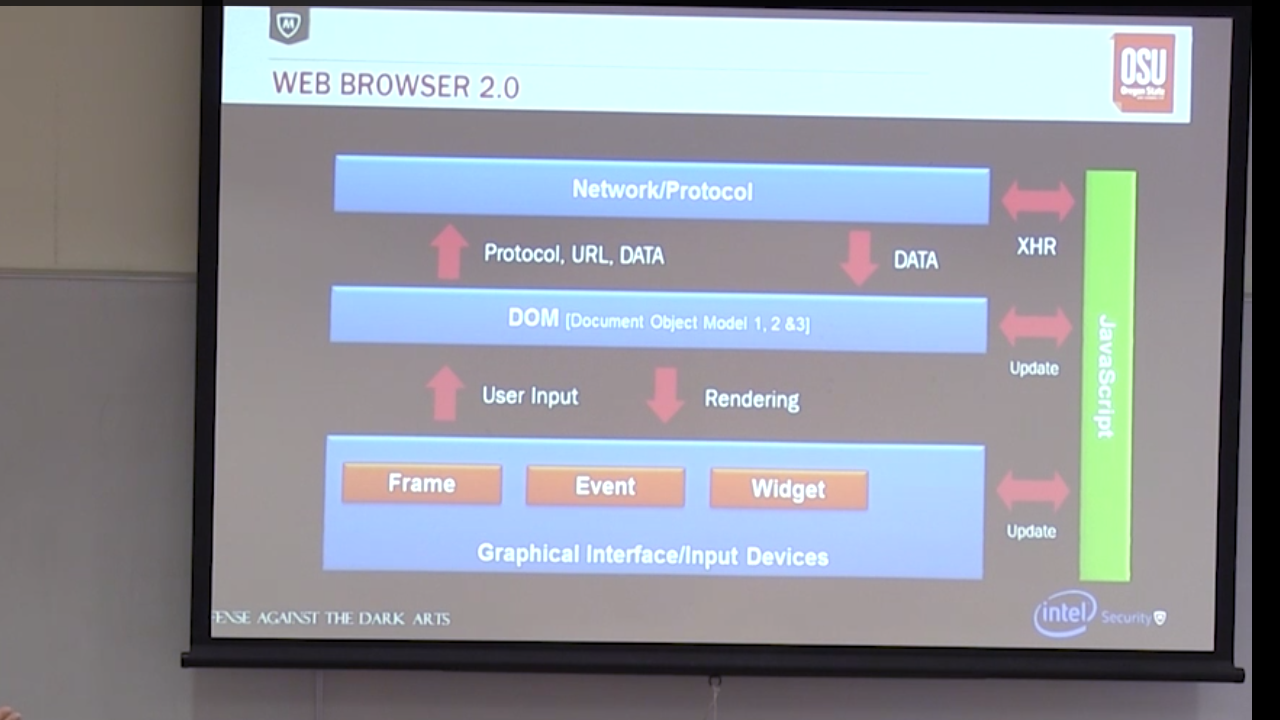 WEB BROWSER 2.0
OSU
Oregon State
Network/Protocol
XHR
Protocol, URL, DATA
DATA
DOM [Document Object Model 1, 2 &3]
Update
User Input
Rendering
JavaScript
Frame
Event
Widget
Update
Graphical Interface/Input Devices
FENSE AGAINST THE DARK ARTS
intel Security